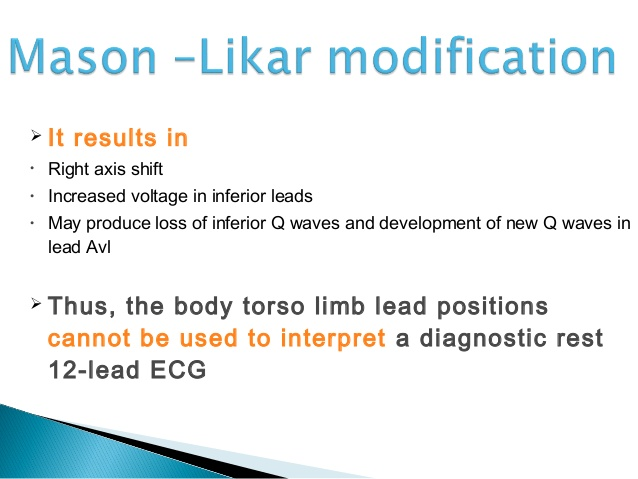 Mason –Likar modification
➢ It results in
• Right axis shift
• Increased voltage in inferior leads
• May produce loss of inferior Q waves and development of new Q waves in
lead Avl
➢ Thus, the body torso limb lead positions
cannot be used to interpret a diagnostic rest
12-lead ECG